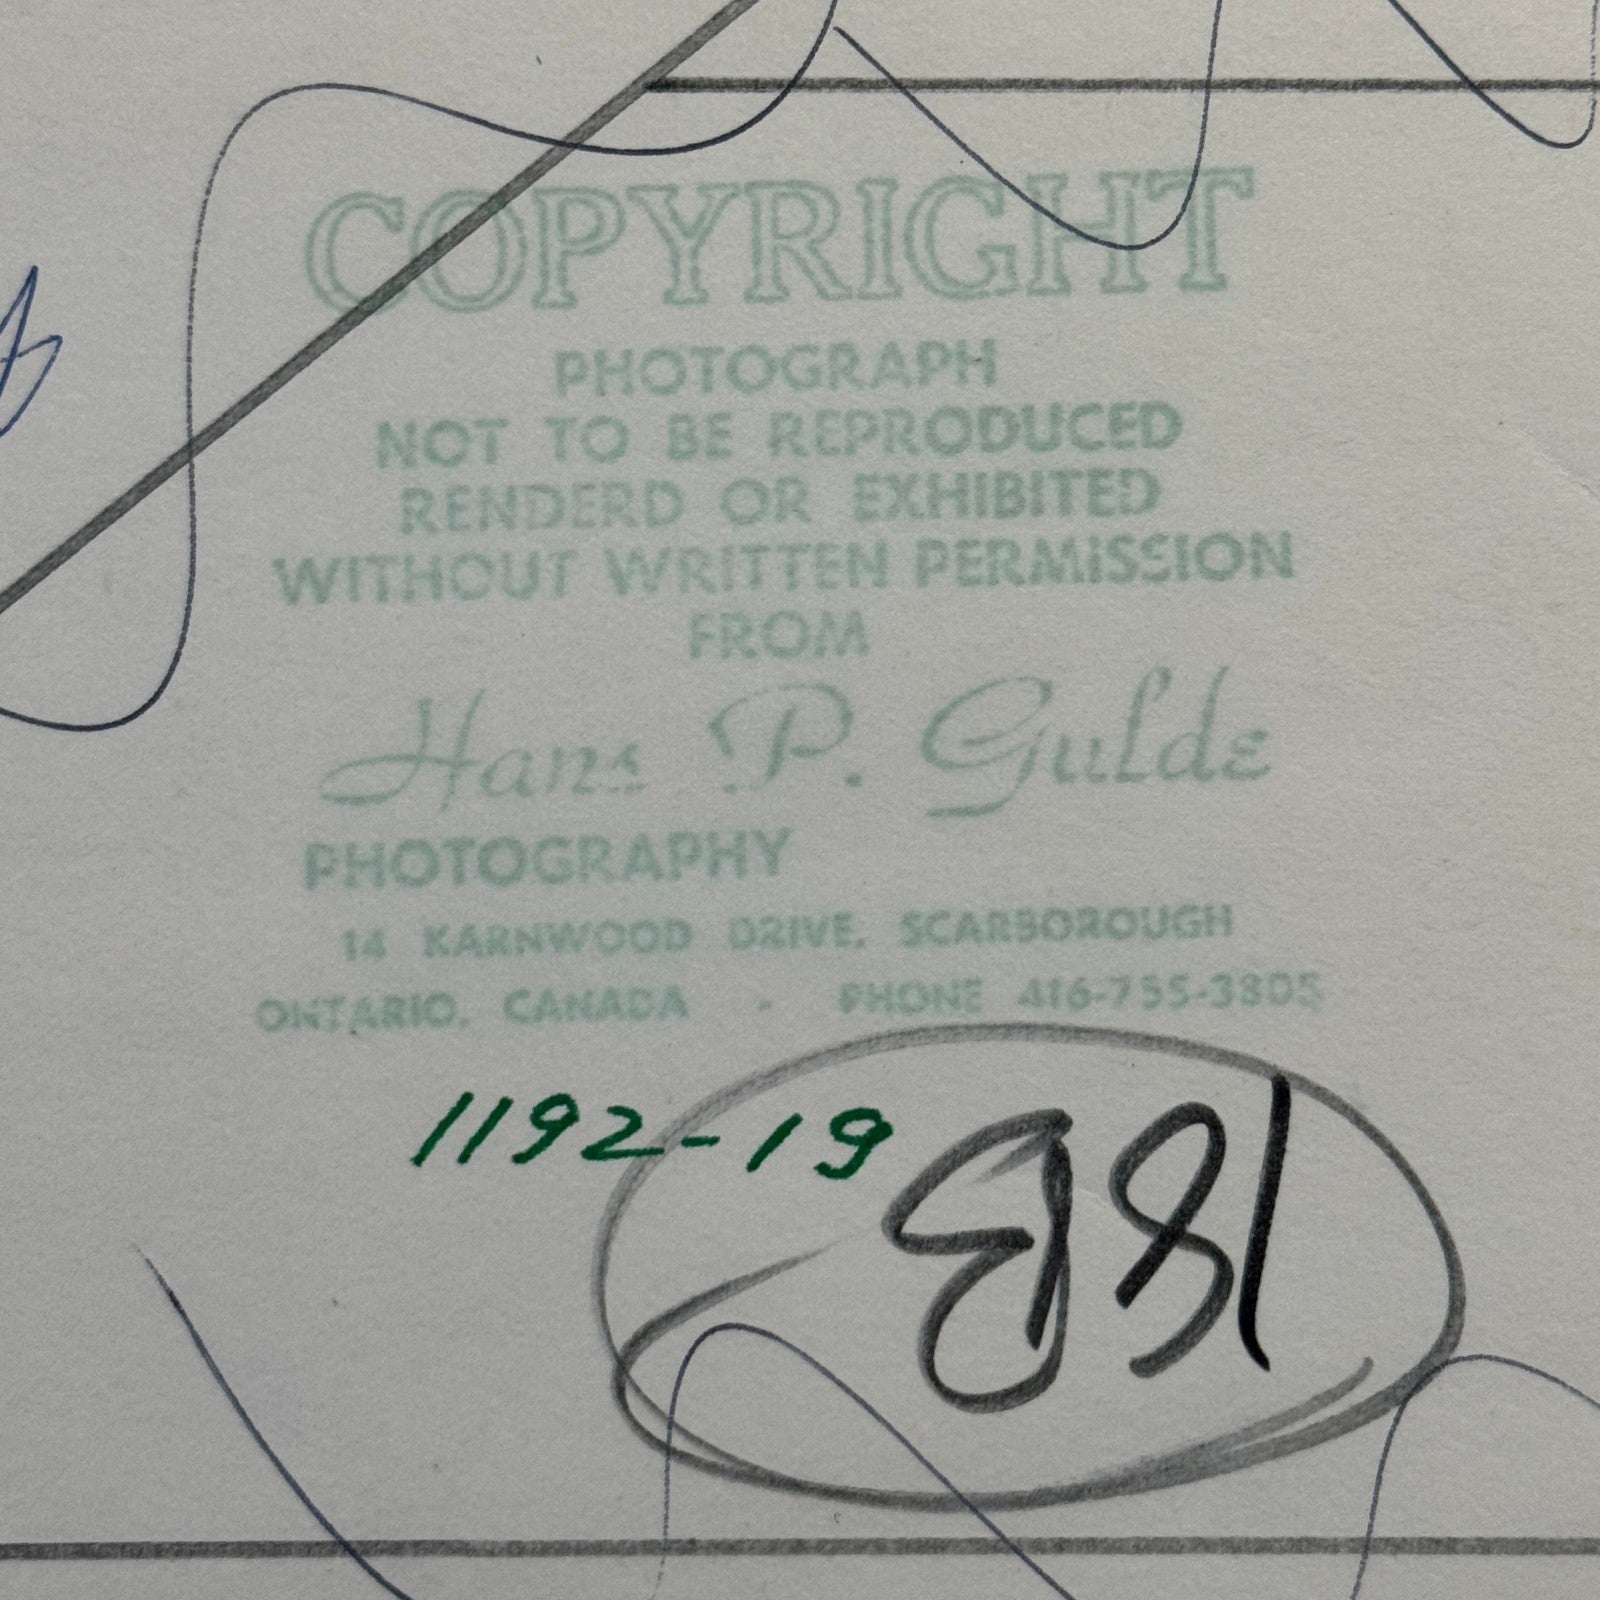 COPYRIGHT
PHOTOGRAPH
NOT TO BE REPRODUCED
RENDERD OR EXHIBITED
WITHOUT WRITTEN PERMISSION
FROM
Hans P. Gulde
PHOTOGRAPHY
14 KARNWOOD DRIVE, SCARBOROUGH
ONTARIO, CANADA - PHONE 416-755-3805
1192-19
18B